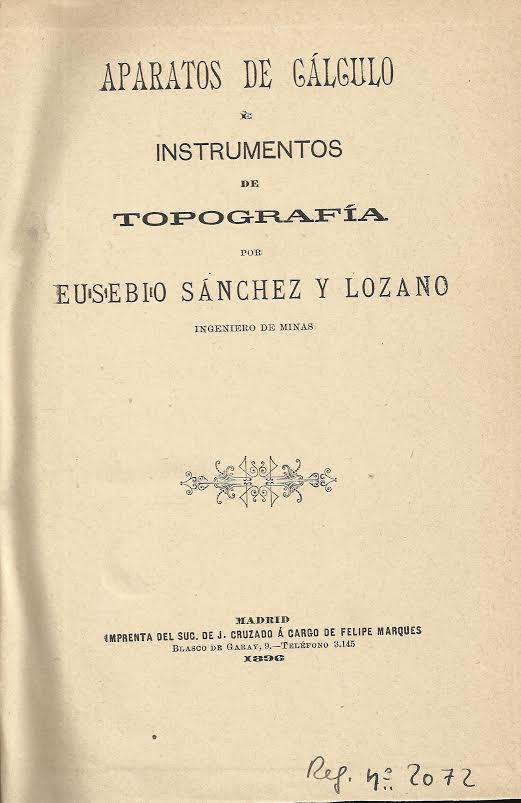 APARATOS DE CÁLCULO
É
INSTRUMENTOS
DE
TOPOGRAFÍA
POR
EUSEBIO SÁNCHEZ Y LOZANO
INGENIERO DE MINAS
MADRID
IMPRENTA DEL SUC. DE J. CRUZADO Á CARGO DE FELIPE MARQUES
BLASCO DE GARAY, 9.—TELÉFONO 3.145
1896
Reg. nº 2072